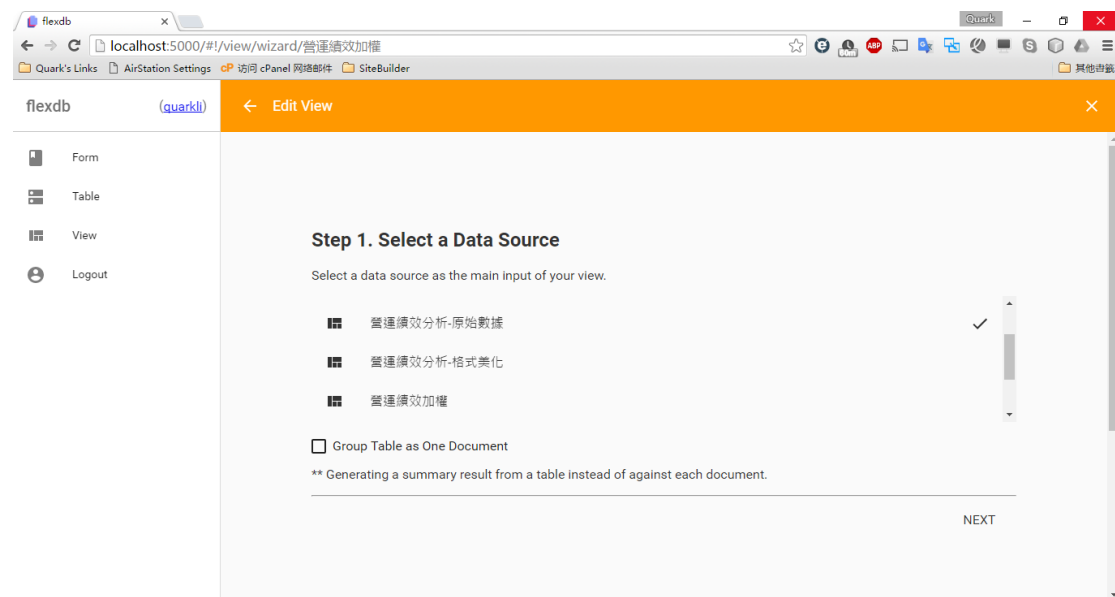 flexdb
Quark
localhost:5000/#!/view/wizard/營運績效加權
60m
ABP
Quark's Links AirStation Settings cP 访问 cPanel 网络邮件 SiteBuilder 其他书籤
flexdb (quarkli) Edit View
Form
Table
View
Logout
Step 1. Select a Data Source
Select a data source as the main input of your view.
營運績效分析-原始數據
營運績效分析-格式美化
營運績效加權
Group Table as One Document
** Generating a summary result from a table instead of against each document.
NEXT